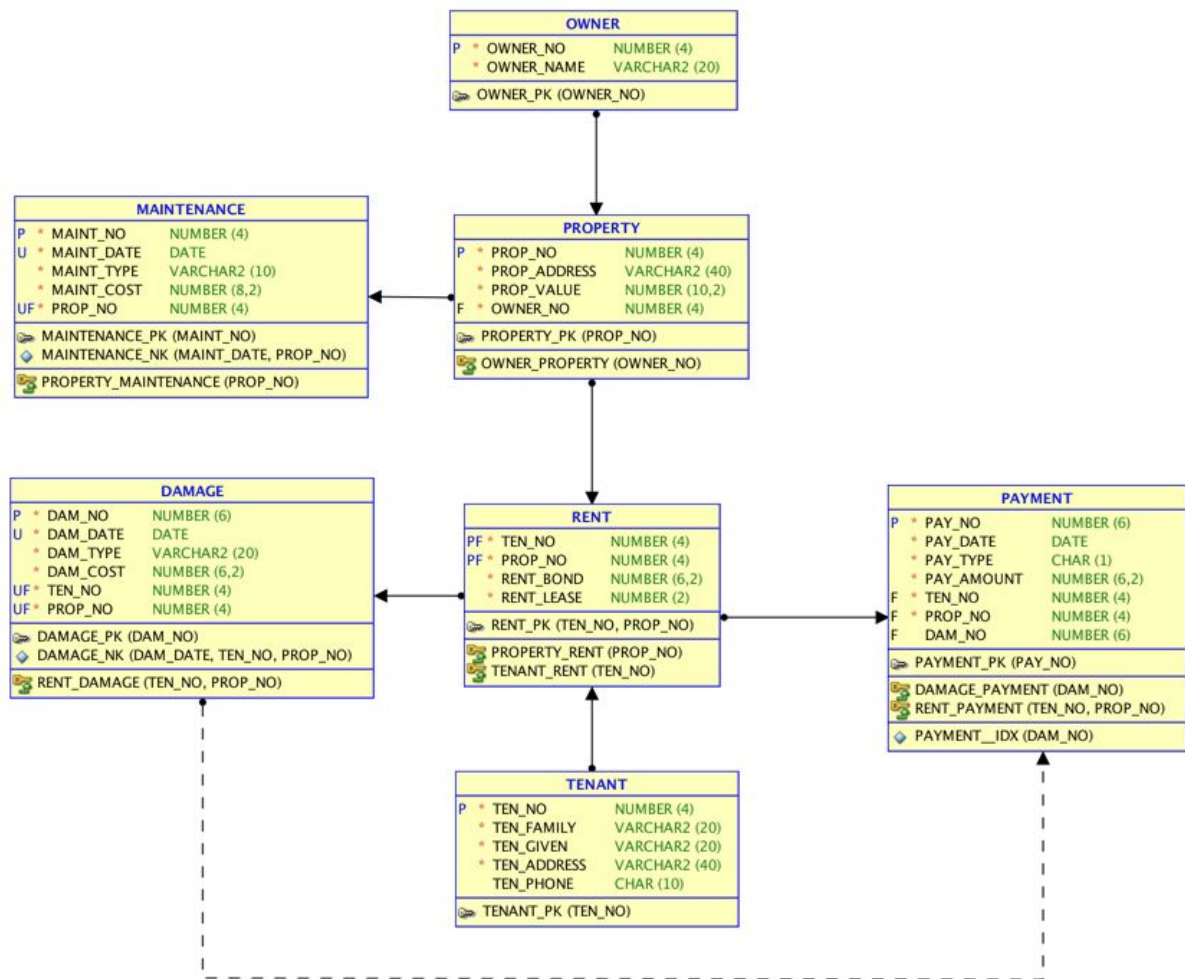 OWNER
P * OWNER_NO NUMBER (4)
* OWNER_NAME VARCHAR2 (20)
OWNER_PK (OWNER_NO)
MAINTENANCE
P * MAINT_NO NUMBER (4)
U * MAINT_DATE DATE
* MAINT_TYPE VARCHAR2 (10)
* MAINT_COST NUMBER (8,2)
UF * PROP_NO NUMBER (4)
MAINTENANCE_PK (MAINT_NO)
MAINTENANCE_NK (MAINT_DATE, PROP_NO)
PROPERTY_MAINTENANCE (PROP_NO)
PROPERTY
P * PROP_NO NUMBER (4)
* PROP_ADDRESS VARCHAR2 (40)
* PROP_VALUE NUMBER (10,2)
F * OWNER_NO NUMBER (4)
PROPERTY_PK (PROP_NO)
OWNER_PROPERTY (OWNER_NO)
DAMAGE
P * DAM_NO NUMBER (6)
U * DAM_DATE DATE
* DAM_TYPE VARCHAR2 (20)
* DAM_COST NUMBER (6,2)
UF * TEN_NO NUMBER (4)
UF * PROP_NO NUMBER (4)
DAMAGE_PK (DAM_NO)
DAMAGE_NK (DAM_DATE, TEN_NO, PROP_NO)
RENT_DAMAGE (TEN_NO, PROP_NO)
RENT
PF * TEN_NO NUMBER (4)
PF * PROP_NO NUMBER (4)
* RENT_BOND NUMBER (6,2)
* RENT_LEASE NUMBER (2)
RENT_PK (TEN_NO, PROP_NO)
PROPERTY_RENT (PROP_NO)
TENANT_RENT (TEN_NO)
PAYMENT
P * PAY_NO NUMBER (6)
* PAY_DATE DATE
* PAY_TYPE CHAR (1)
* PAY_AMOUNT NUMBER (6,2)
F * TEN_NO NUMBER (4)
F * PROP_NO NUMBER (4)
F DAM_NO NUMBER (6)
PAYMENT_PK (PAY_NO)
DAMAGE_PAYMENT (DAM_NO)
RENT_PAYMENT (TEN_NO, PROP_NO)
PAYMENT__IDX (DAM_NO)
TENANT
P * TEN_NO NUMBER (4)
* TEN_FAMILY VARCHAR2 (20)
* TEN_GIVEN VARCHAR2 (20)
* TEN_ADDRESS VARCHAR2 (40)
TEN_PHONE CHAR (10)
TENANT_PK (TEN_NO)